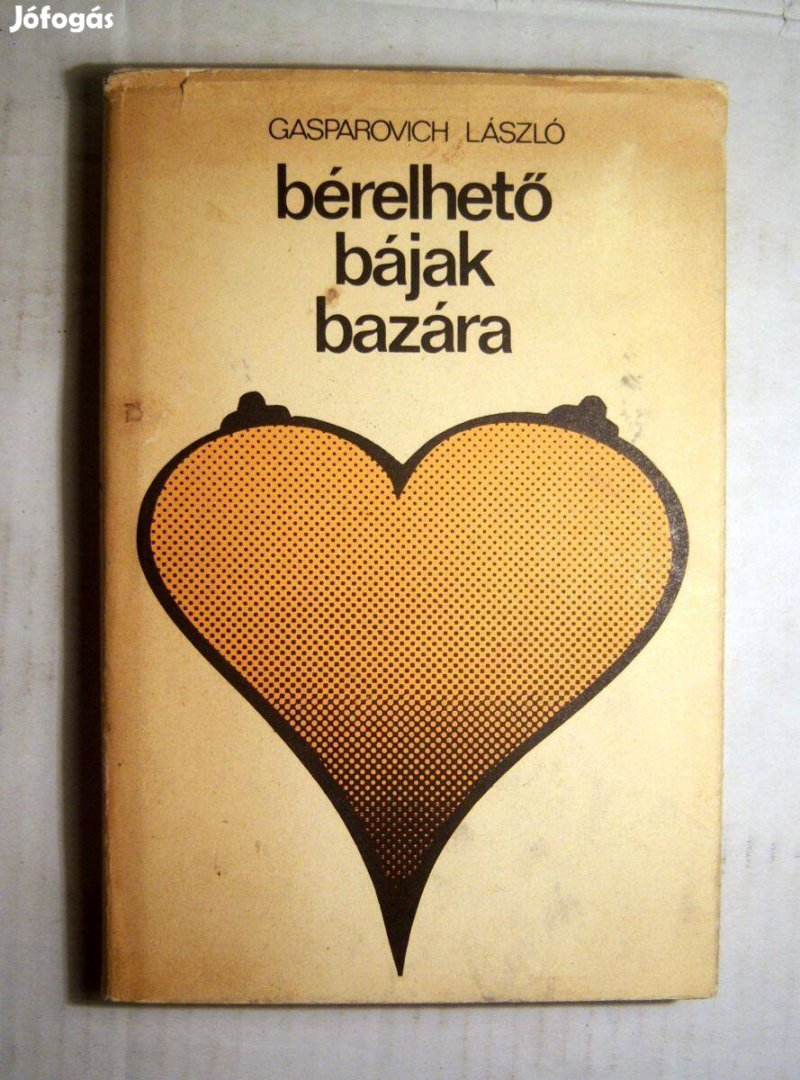 Jófogás
GASPAROVICH LÁSZLÓ
bérelhető
bájak
bazára